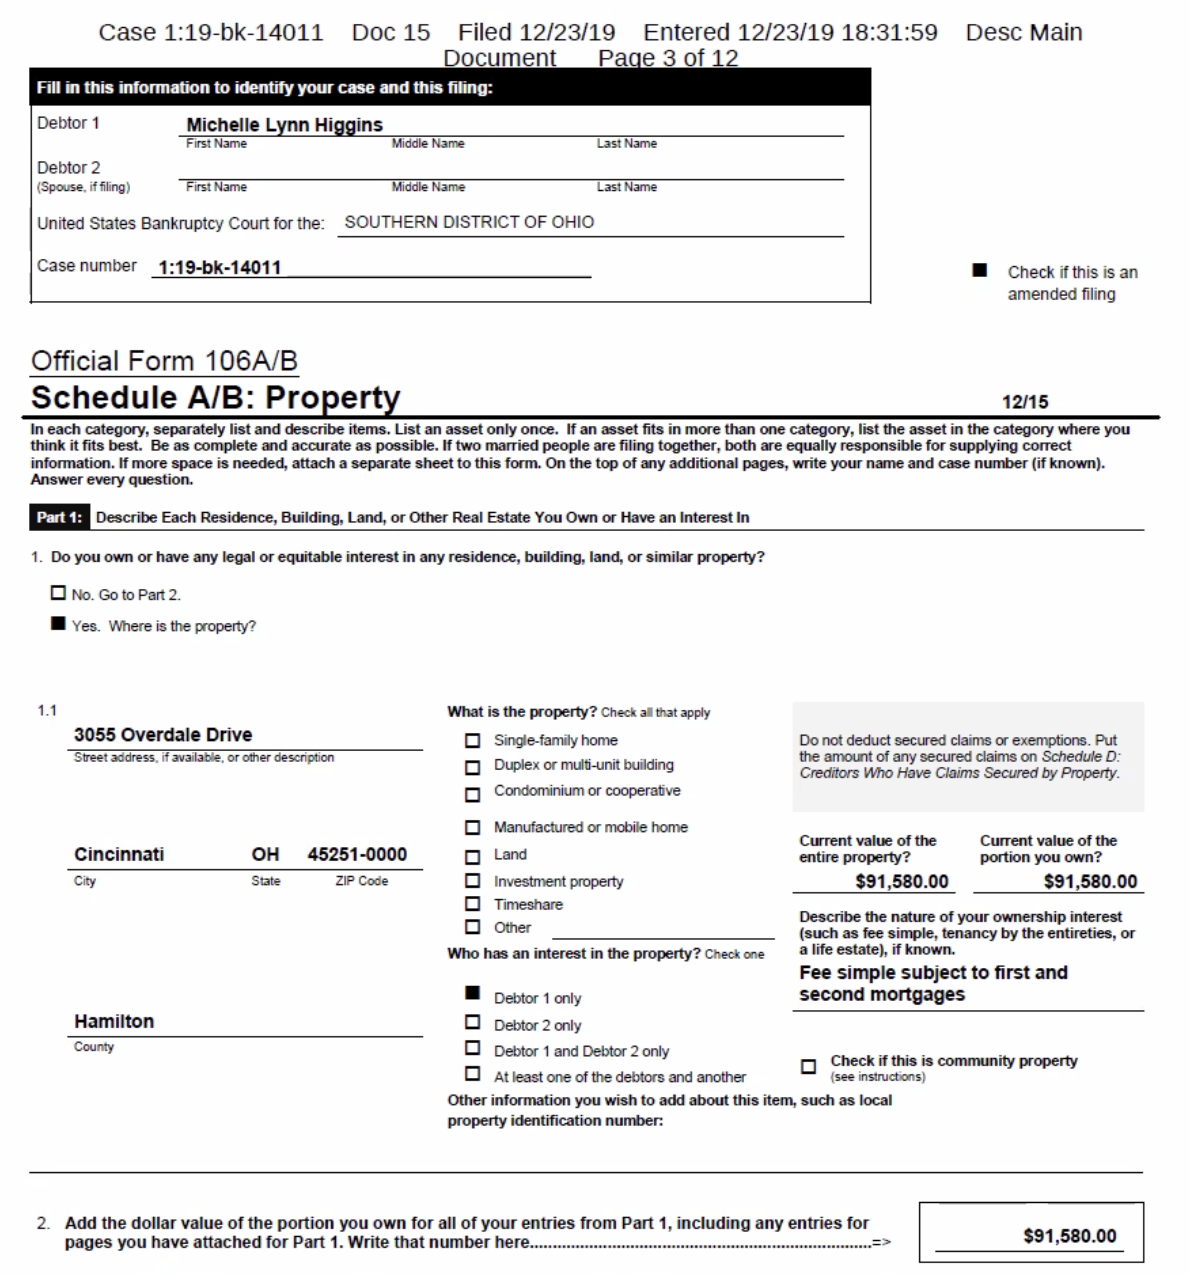 Case 1:19-bk-14011 Doc 15 Filed 12/23/19 Entered 12/23/19 18:31:59 Desc Main
Document Page 3 of 12
Fill in this information to identify your case and this filing:
Debtor 1 Michelle Lynn Higgins
First Name Middle Name Last Name
Debtor 2
(Spouse, if filing) First Name Middle Name Last Name
United States Bankruptcy Court for the: SOUTHERN DISTRICT OF OHIO
Case number 1:19-bk-14011
Check if this is an
amended filing
Official Form 106A/B
Schedule A/B: Property 12/15
In each category, separately list and describe items. List an asset only once. If an asset fits in more than one category, list the asset in the category where you
think it fits best. Be as complete and accurate as possible. If two married people are filing together, both are equally responsible for supplying correct
information. If more space is needed, attach a separate sheet to this form. On the top of any additional pages, write your name and case number (if known).
Answer every question.
Part 1: Describe Each Residence, Building, Land, or Other Real Estate You Own or Have an Interest In
1. Do you own or have any legal or equitable interest in any residence, building, land, or similar property?
No. Go to Part 2.
Yes. Where is the property?
1.1
3055 Overdale Drive
Street address, if available, or other description
Cincinnati OH 45251-0000
City State ZIP Code
Hamilton
County
What is the property? Check all that apply
Single-family home
Duplex or multi-unit building
Condominium or cooperative
Manufactured or mobile home
Land
Investment property
Timeshare
Other
Who has an interest in the property? Check one
Debtor 1 only
Debtor 2 only
Debtor 1 and Debtor 2 only
At least one of the debtors and another
Other information you wish to add about this item, such as local
property identification number:
Do not deduct secured claims or exemptions. Put
the amount of any secured claims on Schedule D:
Creditors Who Have Claims Secured by Property.
Current value of the
entire property?
$91,580.00
Current value of the
portion you own?
$91,580.00
Describe the nature of your ownership interest
(such as fee simple, tenancy by the entireties, or
a life estate), if known.
Fee simple subject to first and
second mortgages
Check if this is community property
(see instructions)
2. Add the dollar value of the portion you own for all of your entries from Part 1, including any entries for
pages you have attached for Part 1. Write that number here...........................................................................=>
$91,580.00